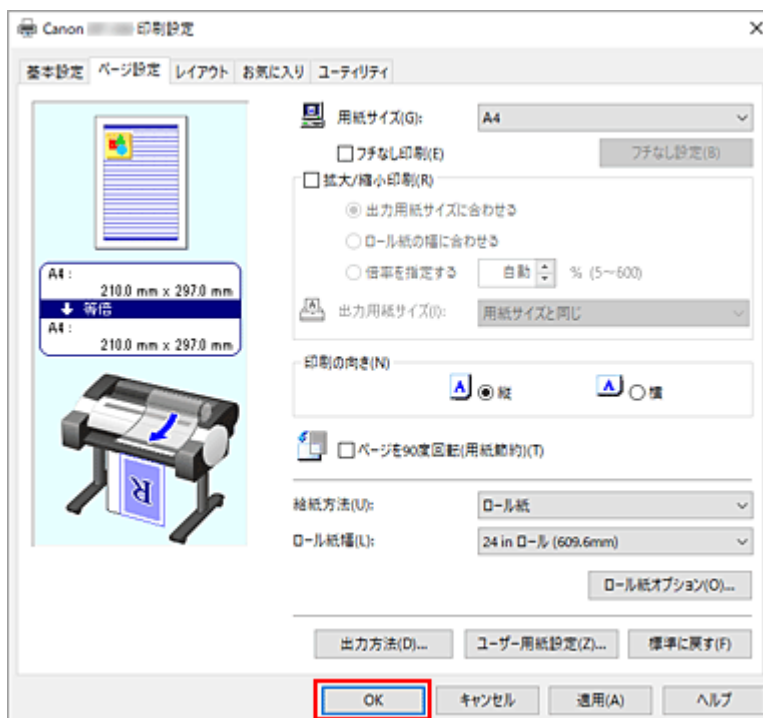 Canon 印刷設定
基本設定 ページ設定 レイアウト お気に入り ユーティリティ
用紙サイズ(G): A4
フチなし印刷(E) フチなし設定(B)
拡大/縮小印刷(R)
出力用紙サイズに合わせる
ロール紙の幅に合わせる
倍率を指定する 自動 % (5～600)
出力用紙サイズ(I): 用紙サイズと同じ
A4 :
210.0 mm x 297.0 mm
等倍
A4 :
210.0 mm x 297.0 mm
印刷の向き(N)
A 縦 A 横
ページを90度回転(用紙節約)(T)
R
給紙方法(U): ロール紙
ロール紙幅(L): 24 in ロール (609.6mm)
ロール紙オプション(O)...
出力方法(D)... ユーザー用紙設定(Z)... 標準に戻す(F)
OK キャンセル 適用(A) ヘルプ